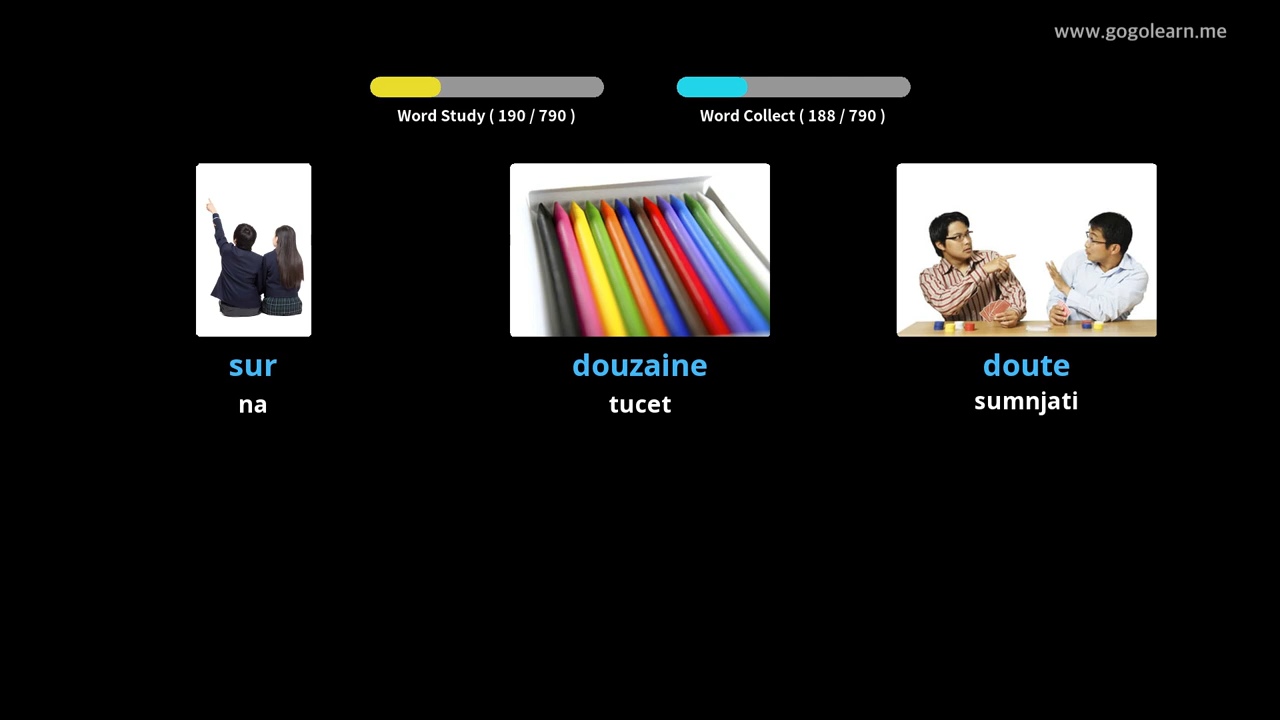 www.gogolearn.me
Word Study ( 190 / 790 )
Word Collect ( 188 / 790 )
sur
na
douzaine
tucet
doute
sumnjati